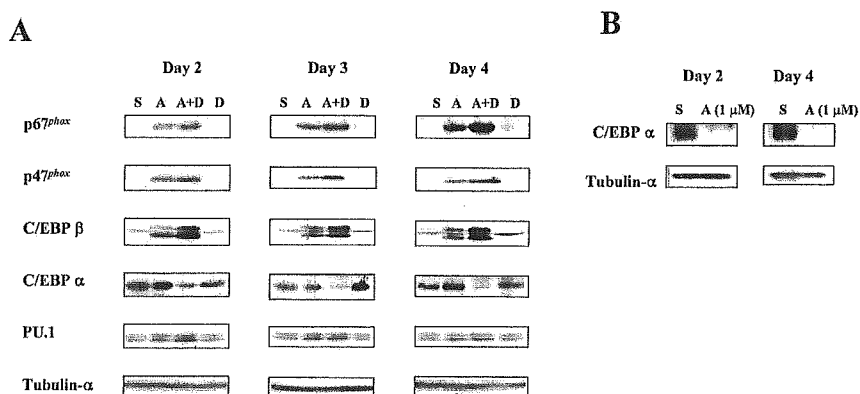 A
B
Day 2 Day 3 Day 4
S A A+D D S A A+D D S A A+D D
p67phox
p47phox
C/EBP β
C/EBP α
PU.1
Tubulin-α
Day 2 Day 4
S A (1 μM) S A (1 μM)
C/EBP α
Tubulin-α